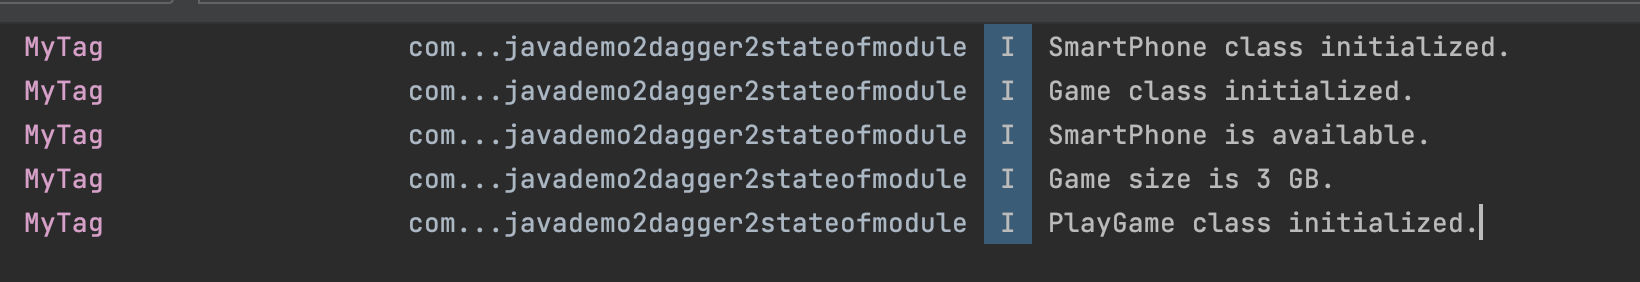 MyTag com...javademo2dagger2stateofmodule I SmartPhone class initialized.
MyTag com...javademo2dagger2stateofmodule I Game class initialized.
MyTag com...javademo2dagger2stateofmodule I SmartPhone is available.
MyTag com...javademo2dagger2stateofmodule I Game size is 3 GB.
MyTag com...javademo2dagger2stateofmodule I PlayGame class initialized.